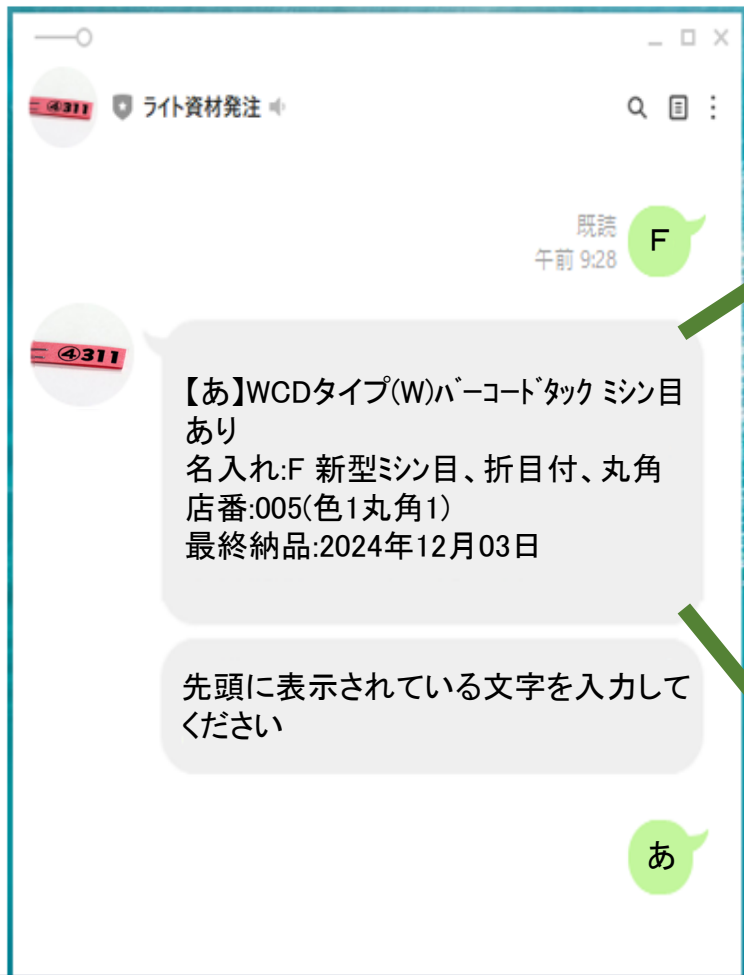 ④311
ライト資材発注
既読
午前 9:28
F
④311
【あ】WCDタイプ(W)ﾊﾞｰｺｰﾄﾞﾀｯｸ ﾐｼﾝ目
あり
名入れ:F 新型ﾐｼﾝ目、折目付、丸角
店番:005(色1丸角1)
最終納品:2024年12月03日
先頭に表示されている文字を入力して
ください
あ